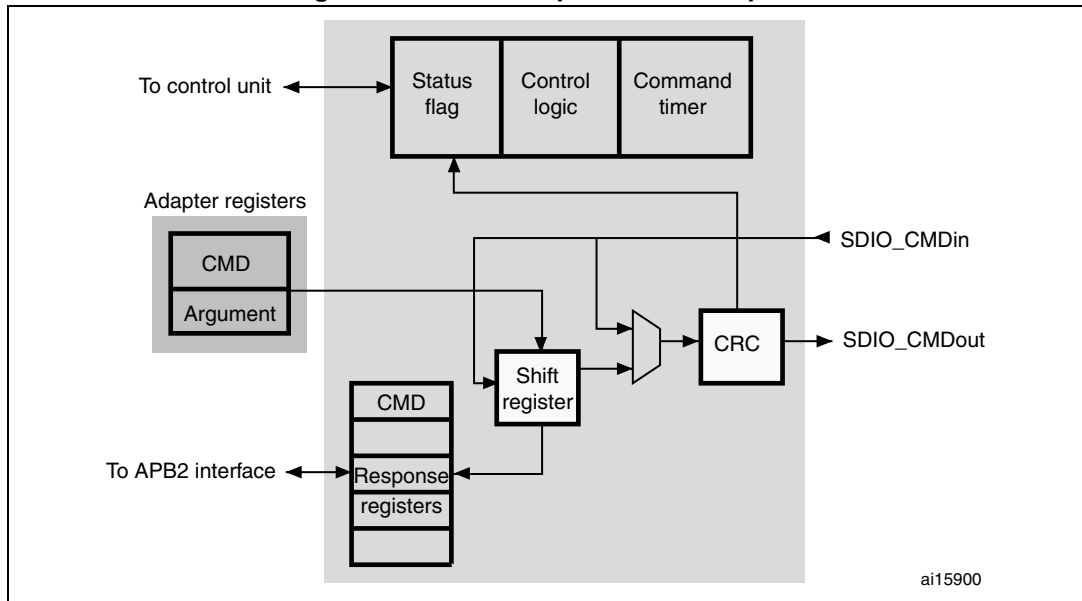 To control unit
Status
flag
Control
logic
Command
timer
Adapter registers
CMD
Argument
SDIO_CMDin
SDIO_CMDout
CRC
Shift
register
CMD
Response
registers
To APB2 interface
ai15900